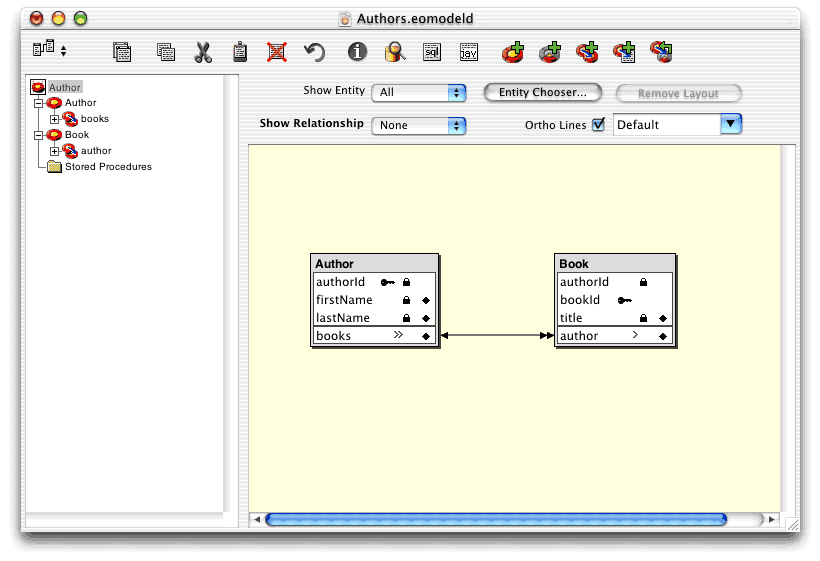 Authors.eomodeld
sql
jav
Author
Author
books
Book
author
Stored Procedures
Show Entity All Entity Chooser... Remove Layout
Show Relationship None Ortho Lines Default
Author
authorId
firstName
lastName
books >>
Book
authorId
bookId
title
author >